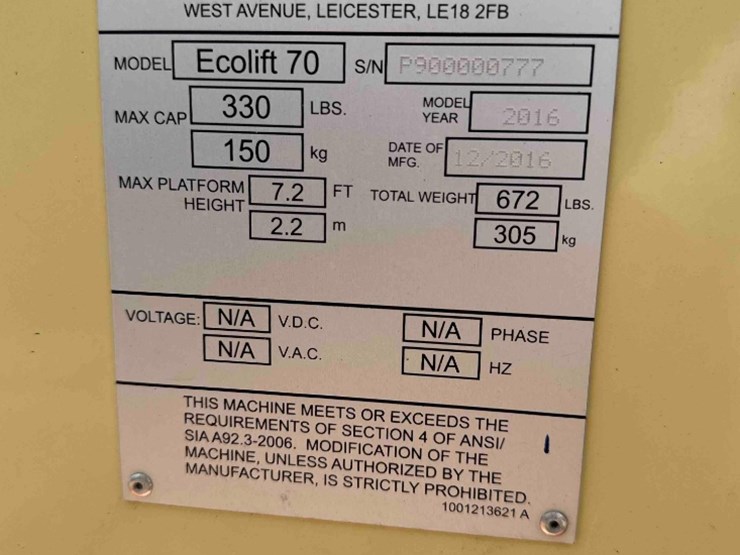 WEST AVENUE, LEICESTER, LE18 2FB
MODEL Ecolift 70 S/N P900000777
MAX CAP 330 LBS. MODEL YEAR 2016
150 kg DATE OF MFG. 12/2016
MAX PLATFORM HEIGHT 7.2 FT TOTAL WEIGHT 672 LBS.
2.2 m 305 kg
VOLTAGE: N/A V.D.C. N/A PHASE
N/A V.A.C. N/A HZ
THIS MACHINE MEETS OR EXCEEDS THE
REQUIREMENTS OF SECTION 4 OF ANSI/
SIA A92.3-2006. MODIFICATION OF THE
MACHINE, UNLESS AUTHORIZED BY THE
MANUFACTURER, IS STRICTLY PROHIBITED.
1001213621 A